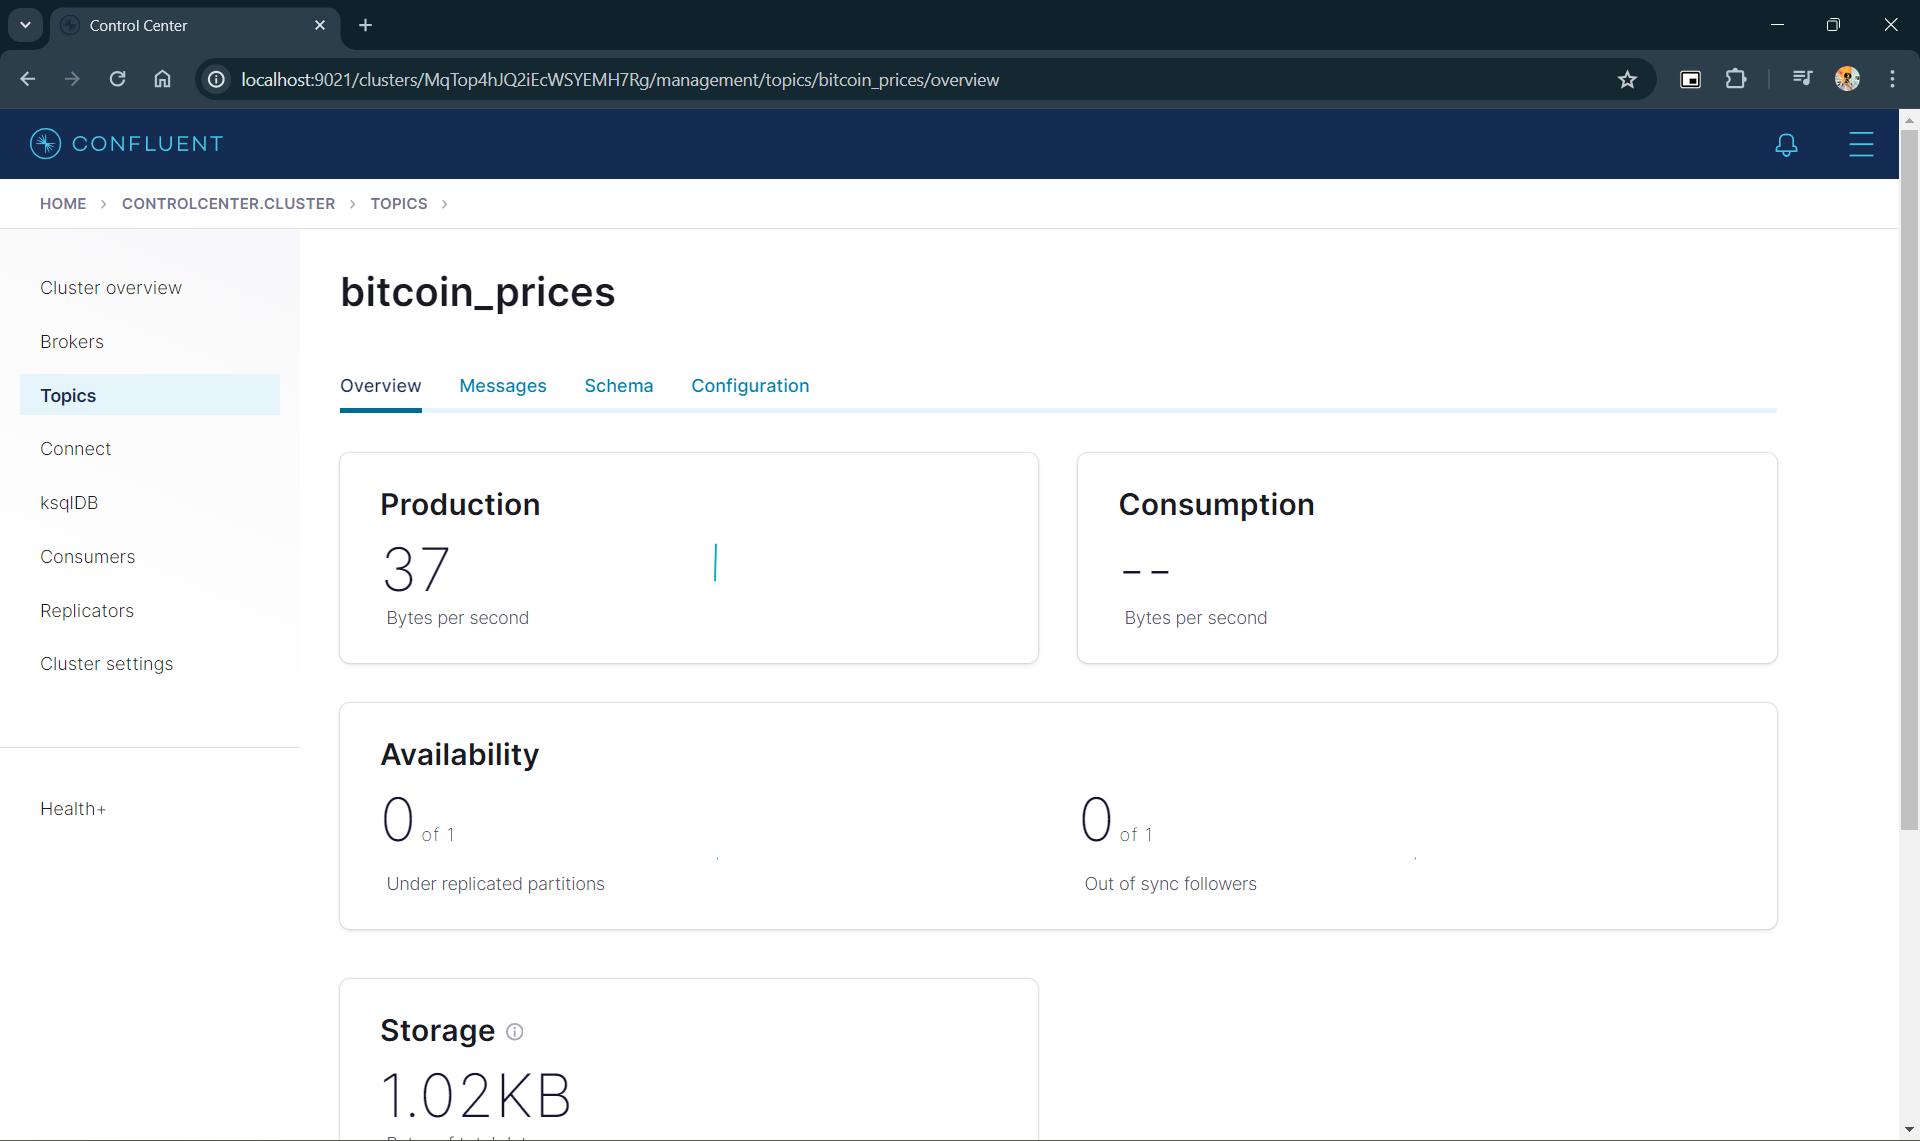 Control Center
localhost:9021/clusters/MqTop4hJQ2iEcWSYEMH7Rg/management/topics/bitcoin_prices/overview
CONFLUENT
HOME > CONTROLCENTER.CLUSTER > TOPICS >
Cluster overview
Brokers
Topics
Connect
ksqlDB
Consumers
Replicators
Cluster settings
Health+
bitcoin_prices
Overview Messages Schema Configuration
Production
37
Bytes per second
Consumption
--
Bytes per second
Availability
0 of 1
Under replicated partitions
0 of 1
Out of sync followers
Storage
1.02KB